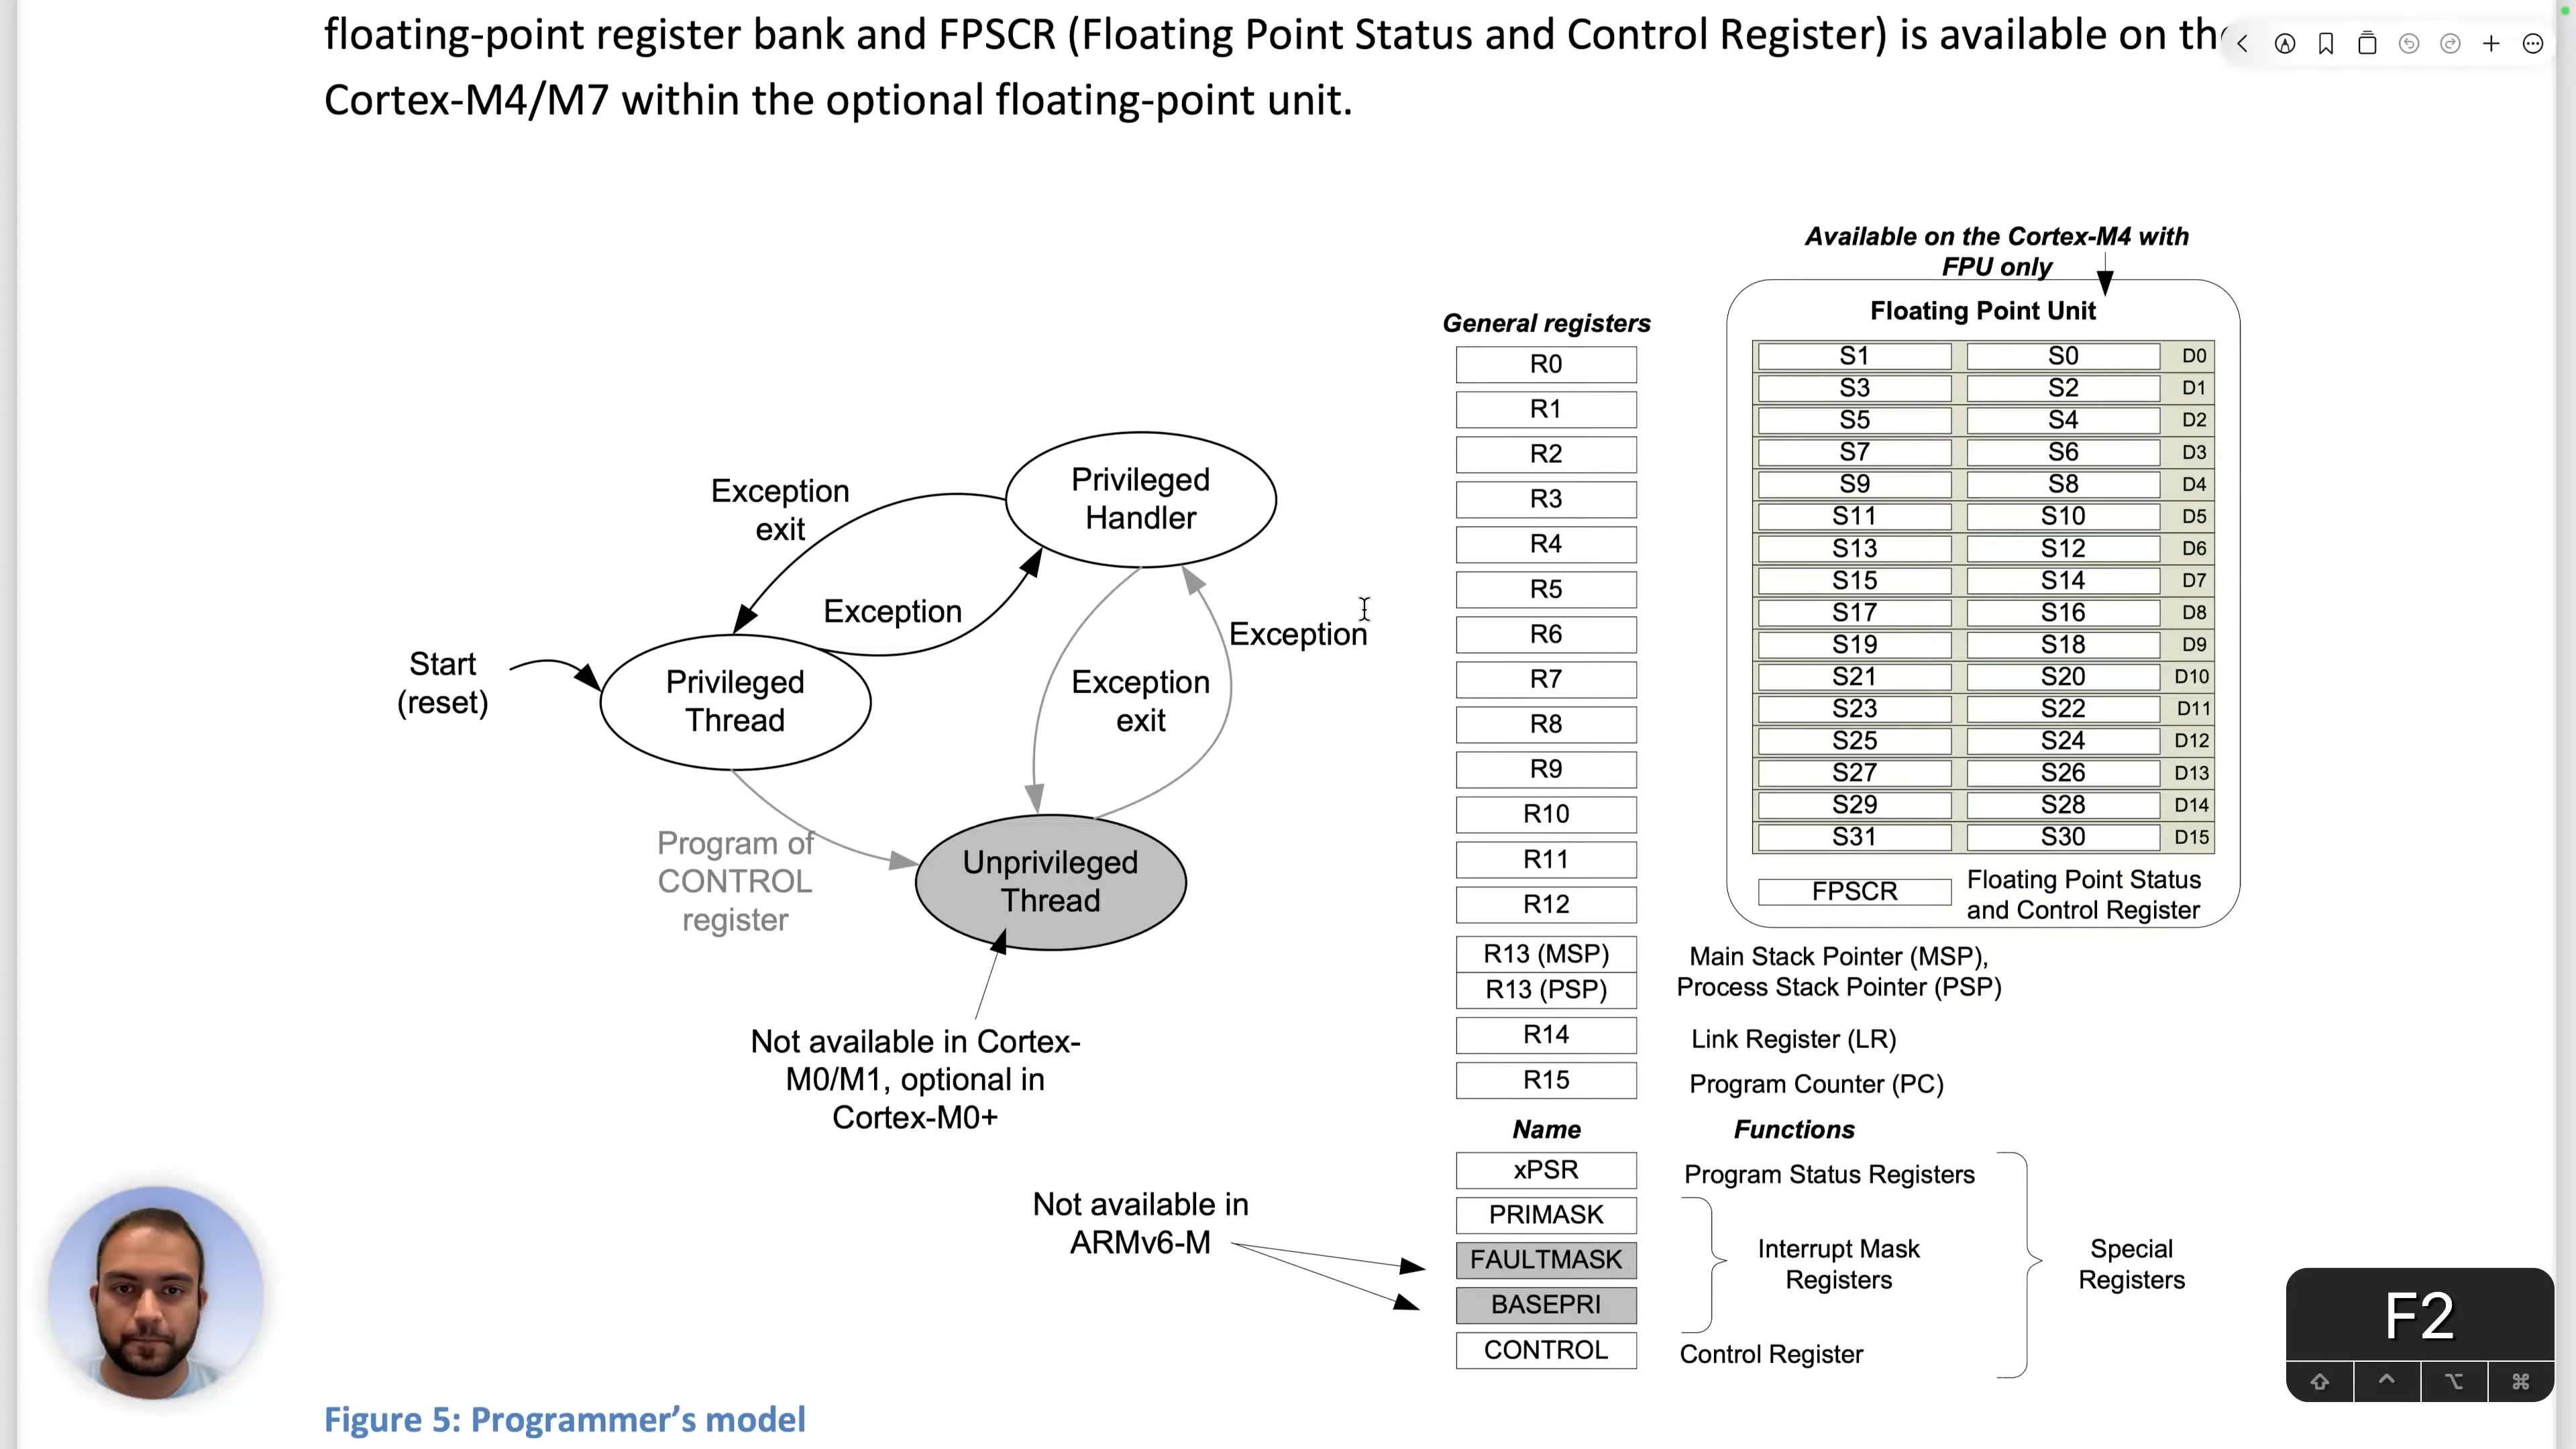 floating-point register bank and FPSCR (Floating Point Status and Control Register) is available on the
Cortex-M4/M7 within the optional floating-point unit.
Exception
exit
Privileged
Handler
Exception
Start
(reset)
Privileged
Thread
Exception
exit
Exception
Program of
CONTROL
register
Unprivileged
Thread
Not available in Cortex-
M0/M1, optional in
Cortex-M0+
General registers
R0
R1
R2
R3
R4
R5
R6
R7
R8
R9
R10
R11
R12
R13 (MSP)
R13 (PSP)
Main Stack Pointer (MSP),
Process Stack Pointer (PSP)
R14
Link Register (LR)
R15
Program Counter (PC)
Available on the Cortex-M4 with
FPU only
Floating Point Unit
S1 S0 D0
S3 S2 D1
S5 S4 D2
S7 S6 D3
S9 S8 D4
S11 S10 D5
S13 S12 D6
S15 S14 D7
S17 S16 D8
S19 S18 D9
S21 S20 D10
S23 S22 D11
S25 S24 D12
S27 S26 D13
S29 S28 D14
S31 S30 D15
FPSCR
Floating Point Status
and Control Register
Name Functions
xPSR Program Status Registers
PRIMASK
FAULTMASK
BASEPRI
Interrupt Mask
Registers
CONTROL Control Register
Special
Registers
Not available in
ARMv6-M
Figure 5: Programmer's model
F2